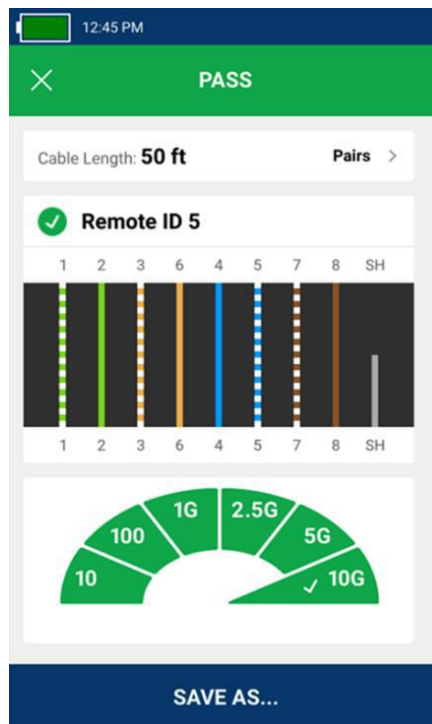 12:45 PM
PASS
Cable Length: 50 ft Pairs >
Remote ID 5
1 2 3 6 4 5 7 8 SH
1 2 3 6 4 5 7 8 SH
10 100 1G 2.5G 5G 10G
SAVE AS...